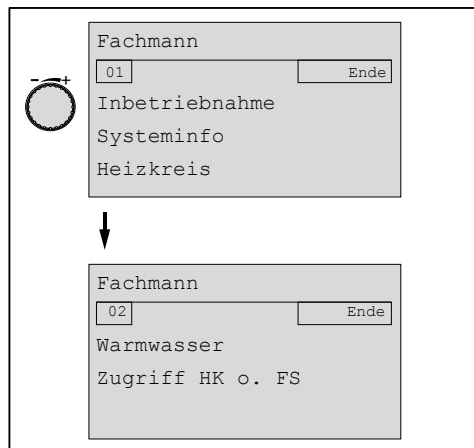 Fachmann
01 Ende
- +
Inbetriebnahme
Systeminfo
Heizkreis
Fachmann
02 Ende
Warmwasser
Zugriff HK o. FS